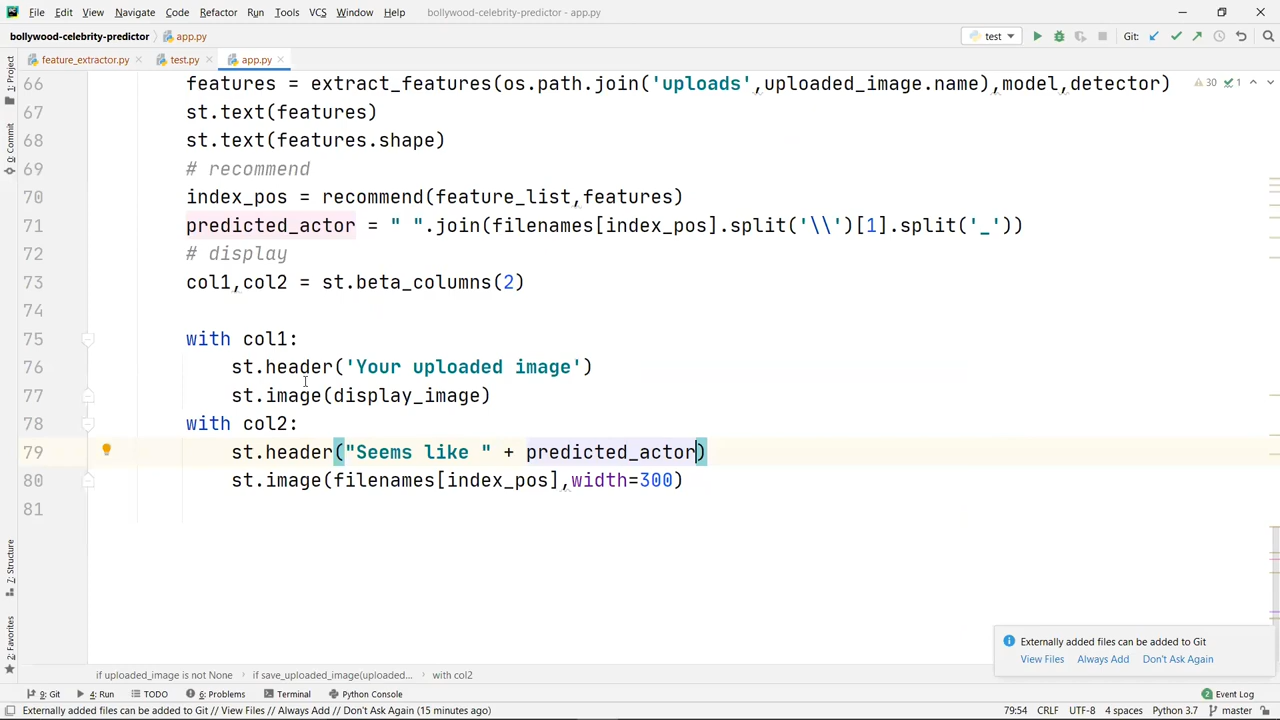 File Edit View Navigate Code Refactor Run Tools VCS Window Help bollywood-celebrity-predictor - app.py
bollywood-celebrity-predictor app.py test Git:
feature_extractor.py test.py app.py
1: Project
0: Commit
7: Structure
2: Favorites
30 1
66 features = extract_features(os.path.join('uploads',uploaded_image.name),model,detector)
67 st.text(features)
68 st.text(features.shape)
69 # recommend
70 index_pos = recommend(feature_list,features)
71 predicted_actor = " ".join(filenames[index_pos].split('\\')[1].split('_'))
72 # display
73 col1,col2 = st.beta_columns(2)
74
75 with col1:
76 st.header('Your uploaded image')
77 st.image(display_image)
78 with col2:
79 st.header("Seems like " + predicted_actor)
80 st.image(filenames[index_pos],width=300)
81
Externally added files can be added to Git
View Files Always Add Don't Ask Again
if uploaded_image is not None if save_uploaded_image(uploaded... with col2
9: Git 4: Run TODO 6: Problems Terminal Python Console 2 Event Log
Externally added files can be added to Git // View Files // Always Add // Don't Ask Again (15 minutes ago) 79:54 CRLF UTF-8 4 spaces Python 3.7 master